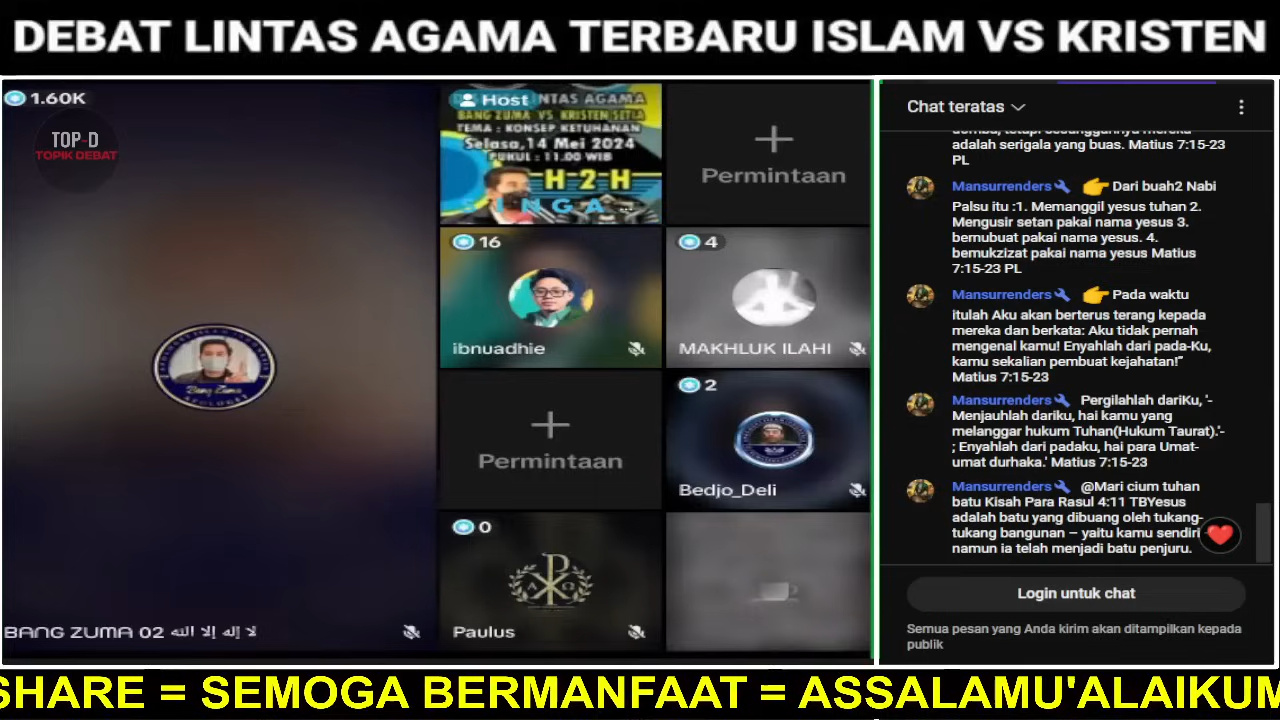 DEBAT LINTAS AGAMA TERBARU ISLAM VS KRISTEN
1.60K
TOP-D
TOPIK DEBAT
BANG ZUMA 02 لا إله إلا الله
Host
NTAS AGAMA
BANG ZUMA VS KRISTEN SETIA
TEMA : KONSEP KETUHANAN
Selasa,14 Mei 2024
PUKUL : 11.00 WIB
H 2 H
Permintaan
16
ibnuadhie
4
MAKHLUK ILAHI
Permintaan
2
Bedjo_Deli
0
Paulus
Chat teratas
adalah serigala yang buas. Matius 7:15-23
PL
Mansurrenders 👉 Dari buah2 Nabi
Palsu itu :1. Memanggil yesus tuhan 2.
Mengusir setan pakai nama yesus 3.
bernubuat pakai nama yesus. 4.
bemukzizat pakai nama yesus Matius
7:15-23 PL
Mansurrenders 👉 Pada waktu
itulah Aku akan berterus terang kepada
mereka dan berkata: Aku tidak pernah
mengenal kamu! Enyahlah dari pada-Ku,
kamu sekalian pembuat kejahatan!"
Matius 7:15-23
Mansurrenders Pergilahlah dariKu, '-
Menjauhlah dariku, hai kamu yang
melanggar hukum Tuhan(Hukum Taurat).'-
; Enyahlah dari padaku, hai para Umat-
umat durhaka.' Matius 7:15-23
Mansurrenders @Mari cium tuhan
batu Kisah Para Rasul 4:11 TBYesus
adalah batu yang dibuang oleh tukang-
tukang bangunan – yaitu kamu sendiri –
namun ia telah menjadi batu penjuru.
Login untuk chat
Semua pesan yang Anda kirim akan ditampilkan kepada
publik
SHARE = SEMOGA BERMANFAAT = ASSALAMU'ALAIKUM